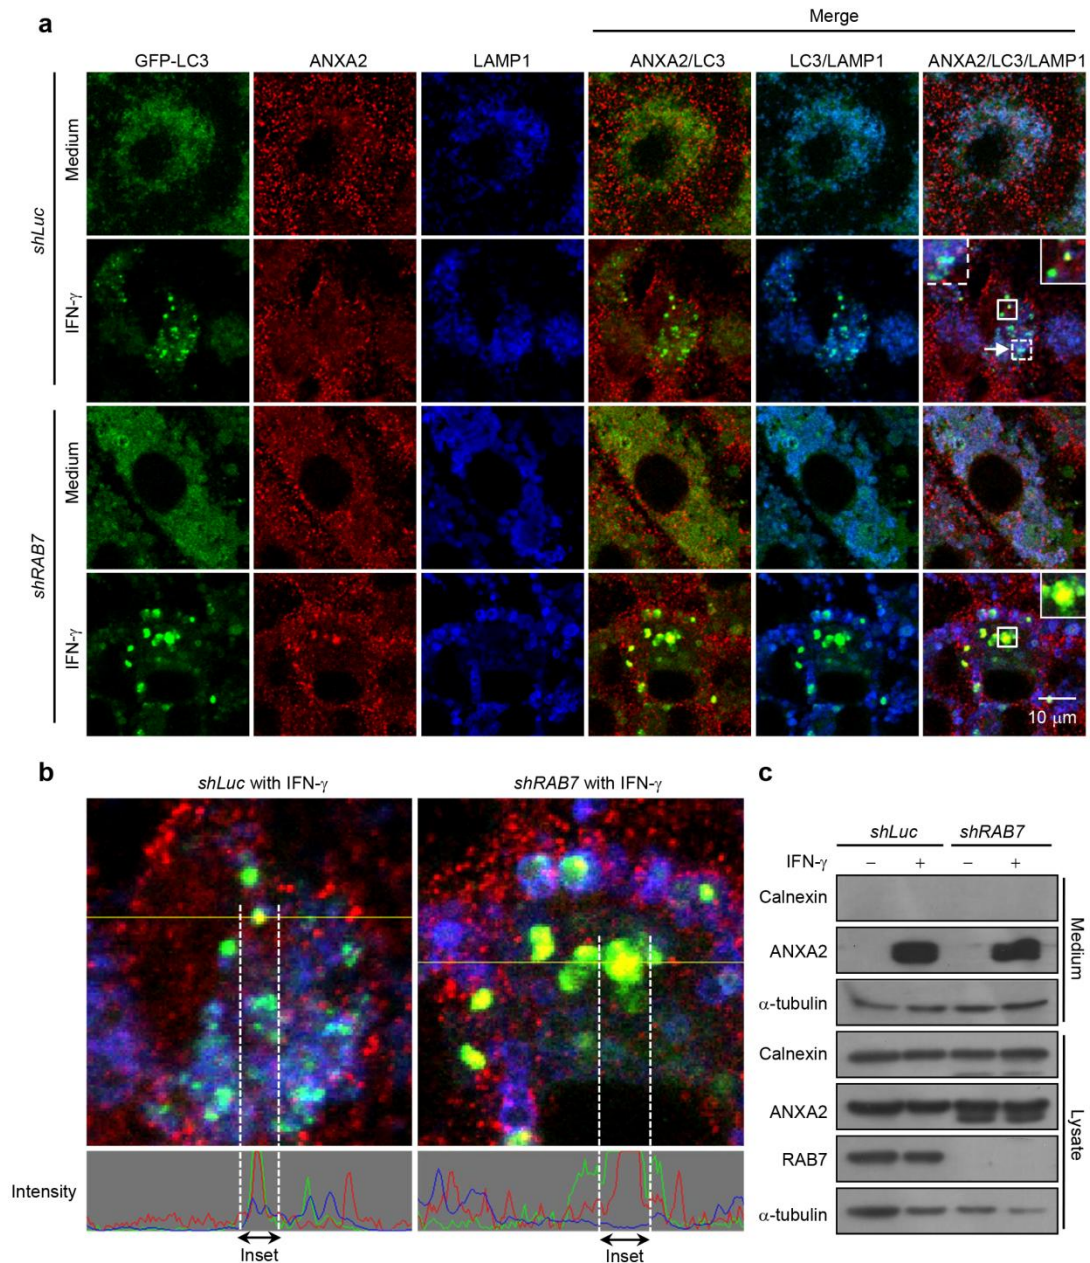 a
Merge
GFP-LC3 ANXA2 LAMP1 ANXA2/LC3 LC3/LAMP1 ANXA2/LC3/LAMP1
shLuc
Medium
IFN-γ
shRAB7
Medium
IFN-γ
10 μm
b
shLuc with IFN-γ shRAB7 with IFN-γ
Intensity
Inset Inset
c
shLuc shRAB7
IFN-γ – + – +
Calnexin
ANXA2
α-tubulin
Medium
Calnexin
ANXA2
RAB7
α-tubulin
Lysate